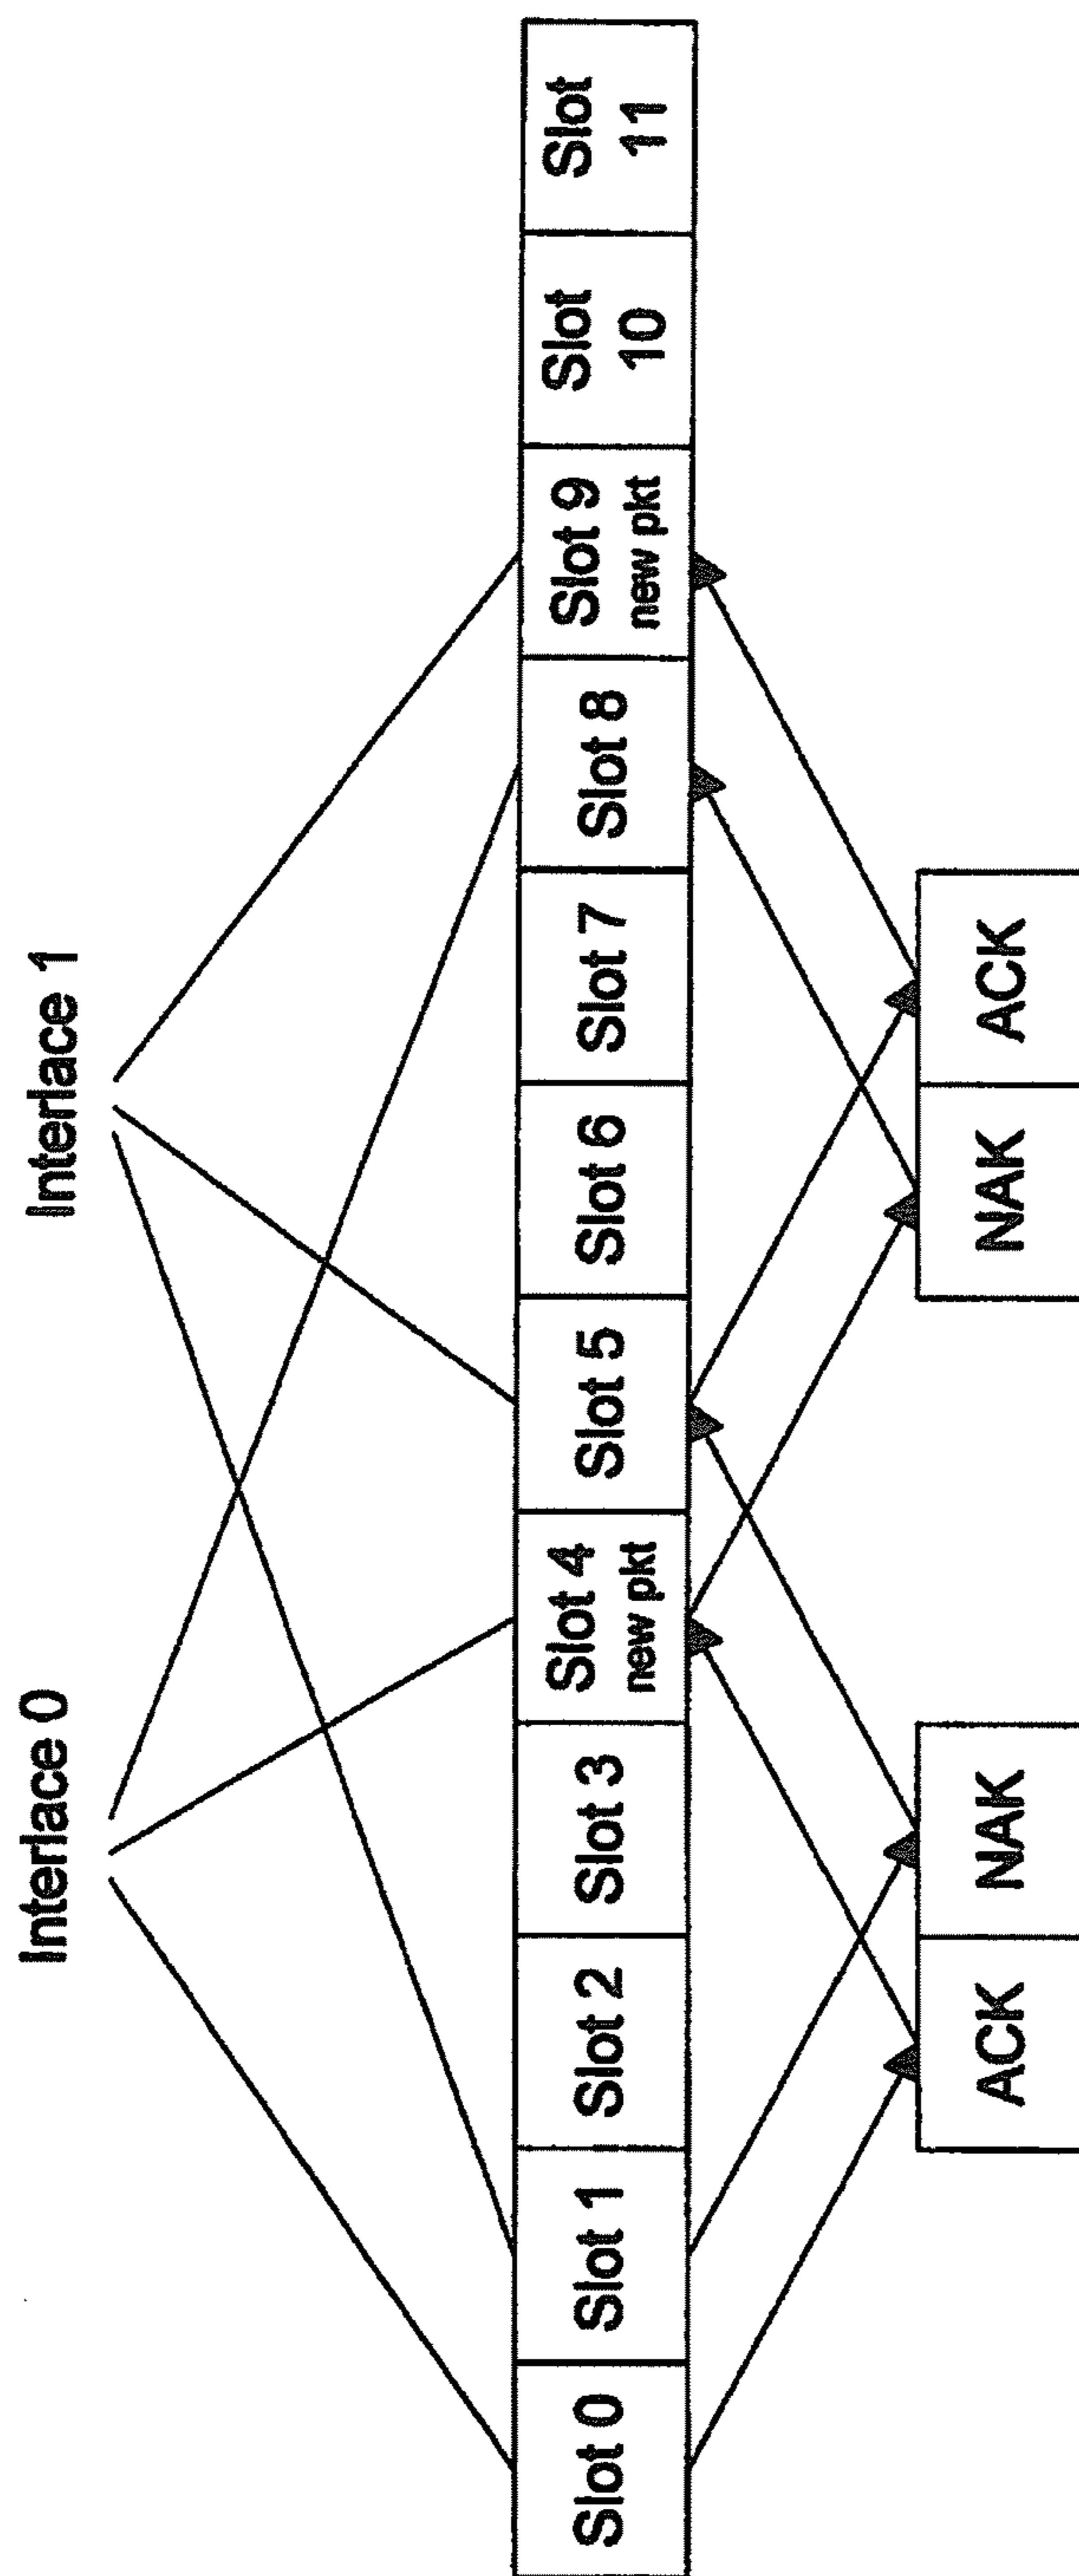 Interlace 0
Interlace 1
Slot 0
Slot 1
Slot 2
Slot 3
Slot 4
new pkt
Slot 5
Slot 6
Slot 7
Slot 8
Slot 9
new pkt
Slot
10
Slot
11
ACK
NAK
NAK
ACK